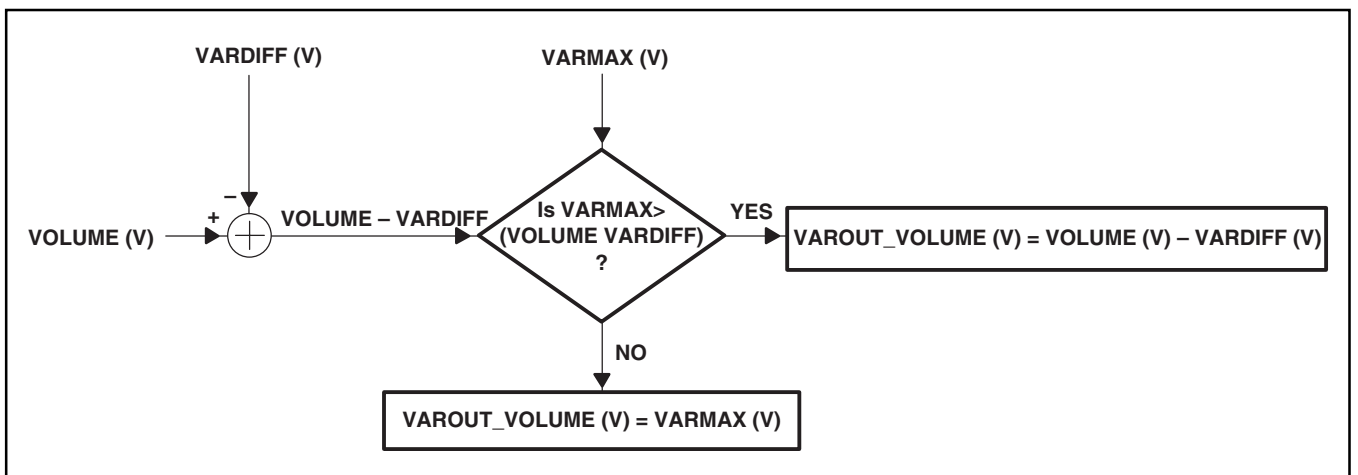 VARDIFF (V)
VARMAX (V)
–
+
VOLUME (V)
VOLUME – VARDIFF
Is VARMAX>
(VOLUME VARDIFF)
?
YES
VAROUT_VOLUME (V) = VOLUME (V) – VARDIFF (V)
NO
VAROUT_VOLUME (V) = VARMAX (V)